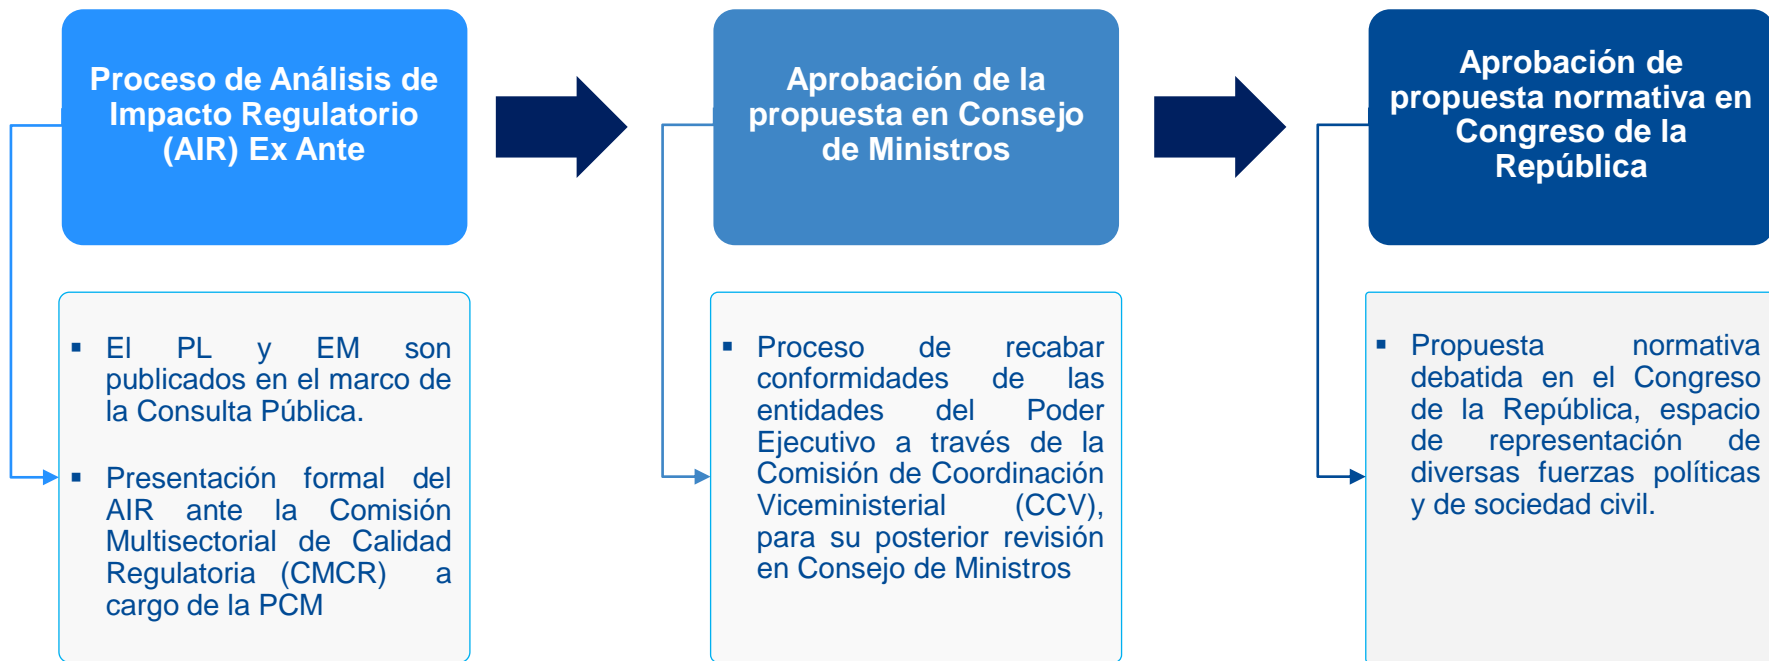 Proceso de Análisis de
Impacto Regulatorio
(AIR) Ex Ante
Aprobación de la
propuesta en Consejo
de Ministros
Aprobación de
propuesta normativa en
Congreso de la
República
▪ El PL y EM son
publicados en el marco de
la Consulta Pública.
▪ Presentación formal del
AIR ante la Comisión
Multisectorial de Calidad
Regulatoria (CMCR) a
cargo de la PCM
▪ Proceso de recabar
conformidades de las
entidades del Poder
Ejecutivo a través de la
Comisión de Coordinación
Viceministerial (CCV),
para su posterior revisión
en Consejo de Ministros
▪ Propuesta normativa
debatida en el Congreso
de la República, espacio
de representación de
diversas fuerzas políticas
y de sociedad civil.